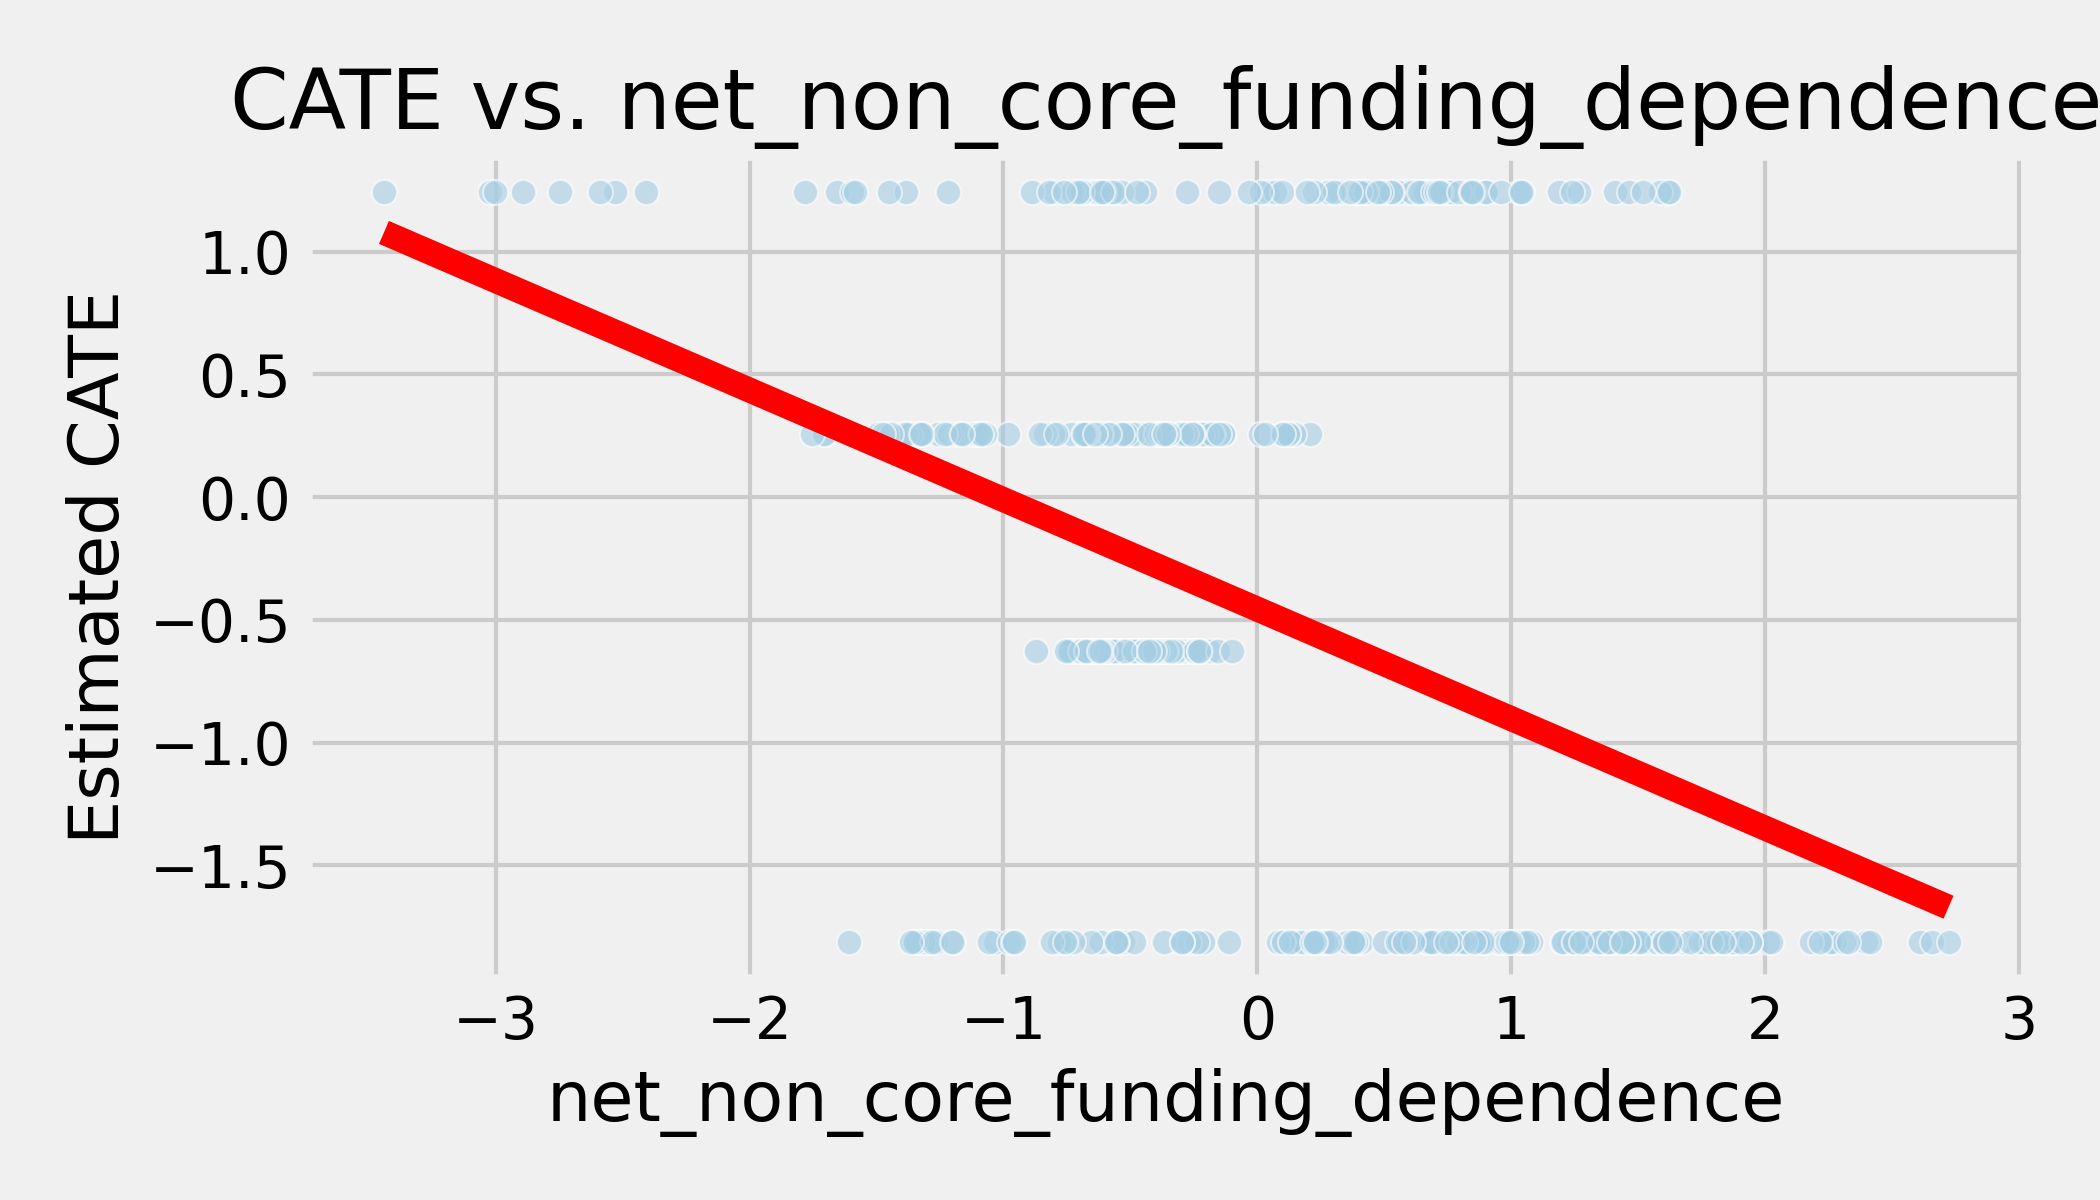 CATE vs. net_non_core_funding_dependence
Estimated CATE
1.0
0.5
0.0
−0.5
−1.0
−1.5
−3 −2 −1 0 1 2 3
net_non_core_funding_dependence